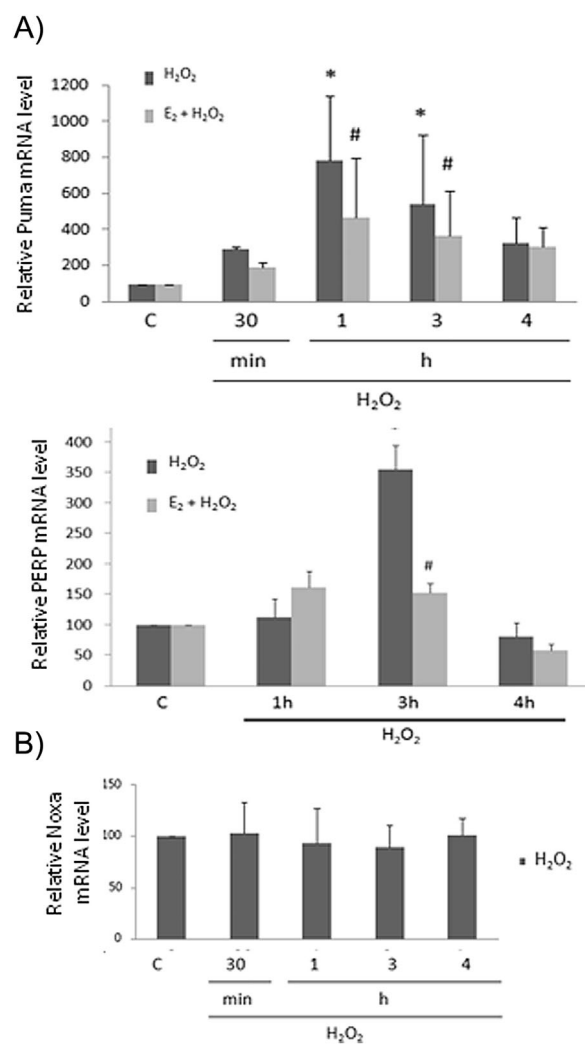 A)
Relative Puma mRNA level
1200
1000
800
600
400
200
0
H₂O₂
E₂ + H₂O₂
*
#
*
#
C 30 1 3 4
min h
H₂O₂
Relative PERP mRNA level
400
350
300
250
200
150
100
50
0
H₂O₂
E₂ + H₂O₂
#
C 1h 3h 4h
H₂O₂
B)
Relative Noxa
mRNA level
150
100
50
0
H₂O₂
C 30 1 3 4
min h
H₂O₂